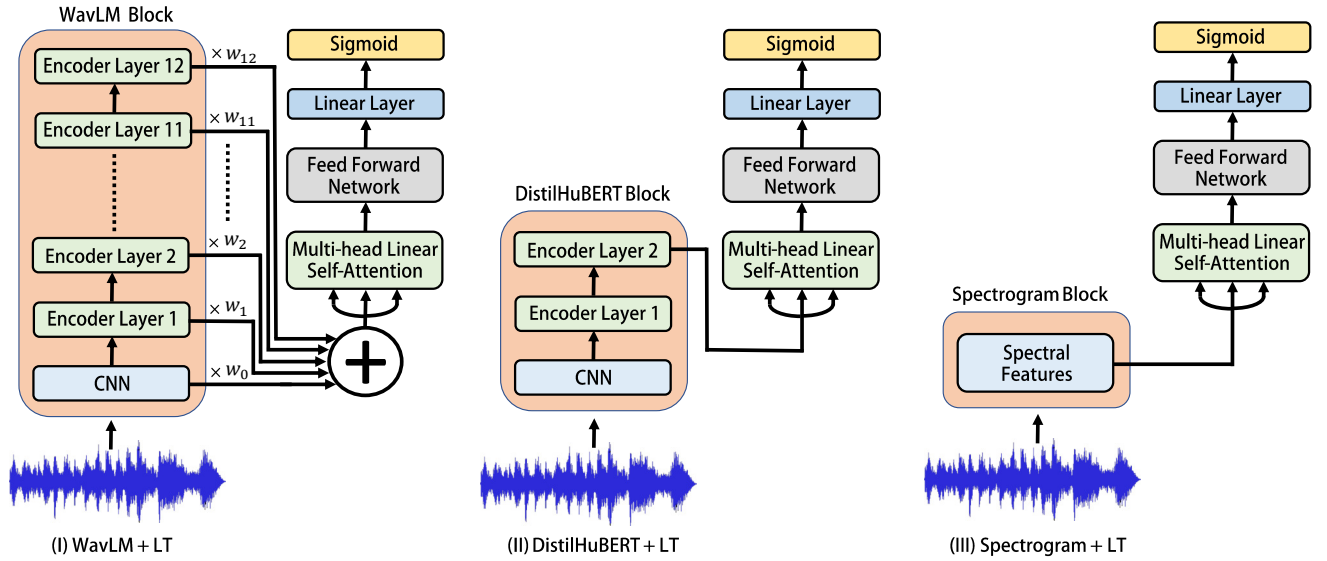 WavLM Block
Encoder Layer 12
× w12
Encoder Layer 11
× w11
Encoder Layer 2
× w2
Encoder Layer 1
× w1
CNN
× w0
Sigmoid
Linear Layer
Feed Forward
Network
Multi-head Linear
Self-Attention
+
(I) WavLM + LT
DistilHuBERT Block
Encoder Layer 2
Encoder Layer 1
CNN
Sigmoid
Linear Layer
Feed Forward
Network
Multi-head Linear
Self-Attention
(II) DistilHuBERT + LT
Spectrogram Block
Spectral
Features
Sigmoid
Linear Layer
Feed Forward
Network
Multi-head Linear
Self-Attention
(III) Spectrogram + LT